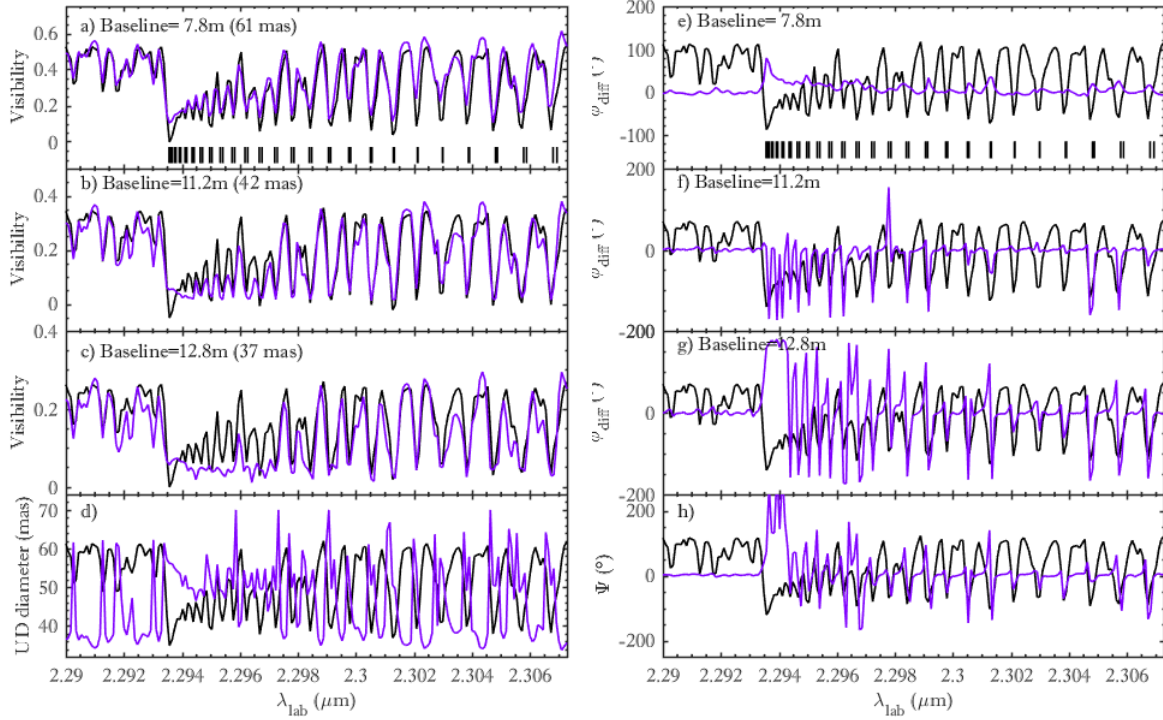 a) Baseline= 7.8m (61 mas)
Visibility
0.6
0.4
0.2
0
b) Baseline=11.2m (42 mas)
Visibility
0.4
0.2
0
c) Baseline=12.8m (37 mas)
Visibility
0.4
0.2
0
d)
UD diameter (mas)
70
60
50
40
2.29 2.292 2.294 2.296 2.298 2.3 2.302 2.304 2.306
λlab (μm)
e) Baseline= 7.8m
φdiff
200
100
0
-100
200
f) Baseline=11.2m
φdiff
0
-200
g) Baseline=12.8m
φdiff
0
-200
h)
Ψ (°)
200
0
-200
2.29 2.292 2.294 2.296 2.298 2.3 2.302 2.304 2.306
λlab (μm)